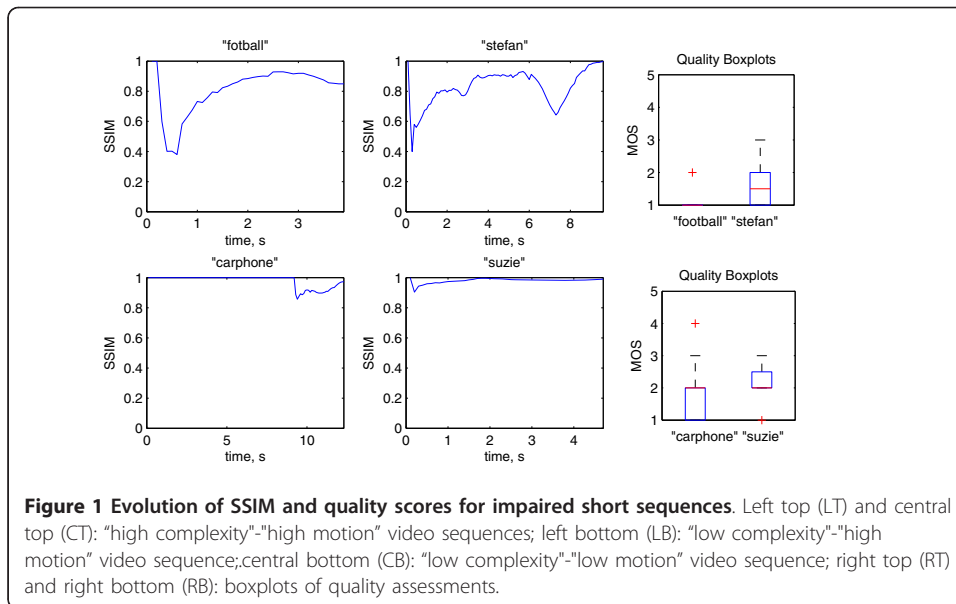 "fotball"
1
0.8
0.6
0.4
0.2
0
SSIM
0 1 2 3
time, s
"stefan"
1
0.8
0.6
0.4
0.2
0
SSIM
0 2 4 6 8
time, s
Quality Boxplots
5
4
3
2
1
MOS
"football" "stefan"
"carphone"
1
0.8
0.6
0.4
0.2
0
SSIM
0 5 10
time, s
"suzie"
1
0.8
0.6
0.4
0.2
0
SSIM
0 1 2 3 4
time, s
Quality Boxplots
5
4
3
2
1
MOS
"carphone" "suzie"
Figure 1 Evolution of SSIM and quality scores for impaired short sequences. Left top (LT) and central
top (CT): “high complexity"-"high motion” video sequences; left bottom (LB): “low complexity"-"high
motion” video sequence;.central bottom (CB): “low complexity"-"low motion” video sequence; right top (RT)
and right bottom (RB): boxplots of quality assessments.